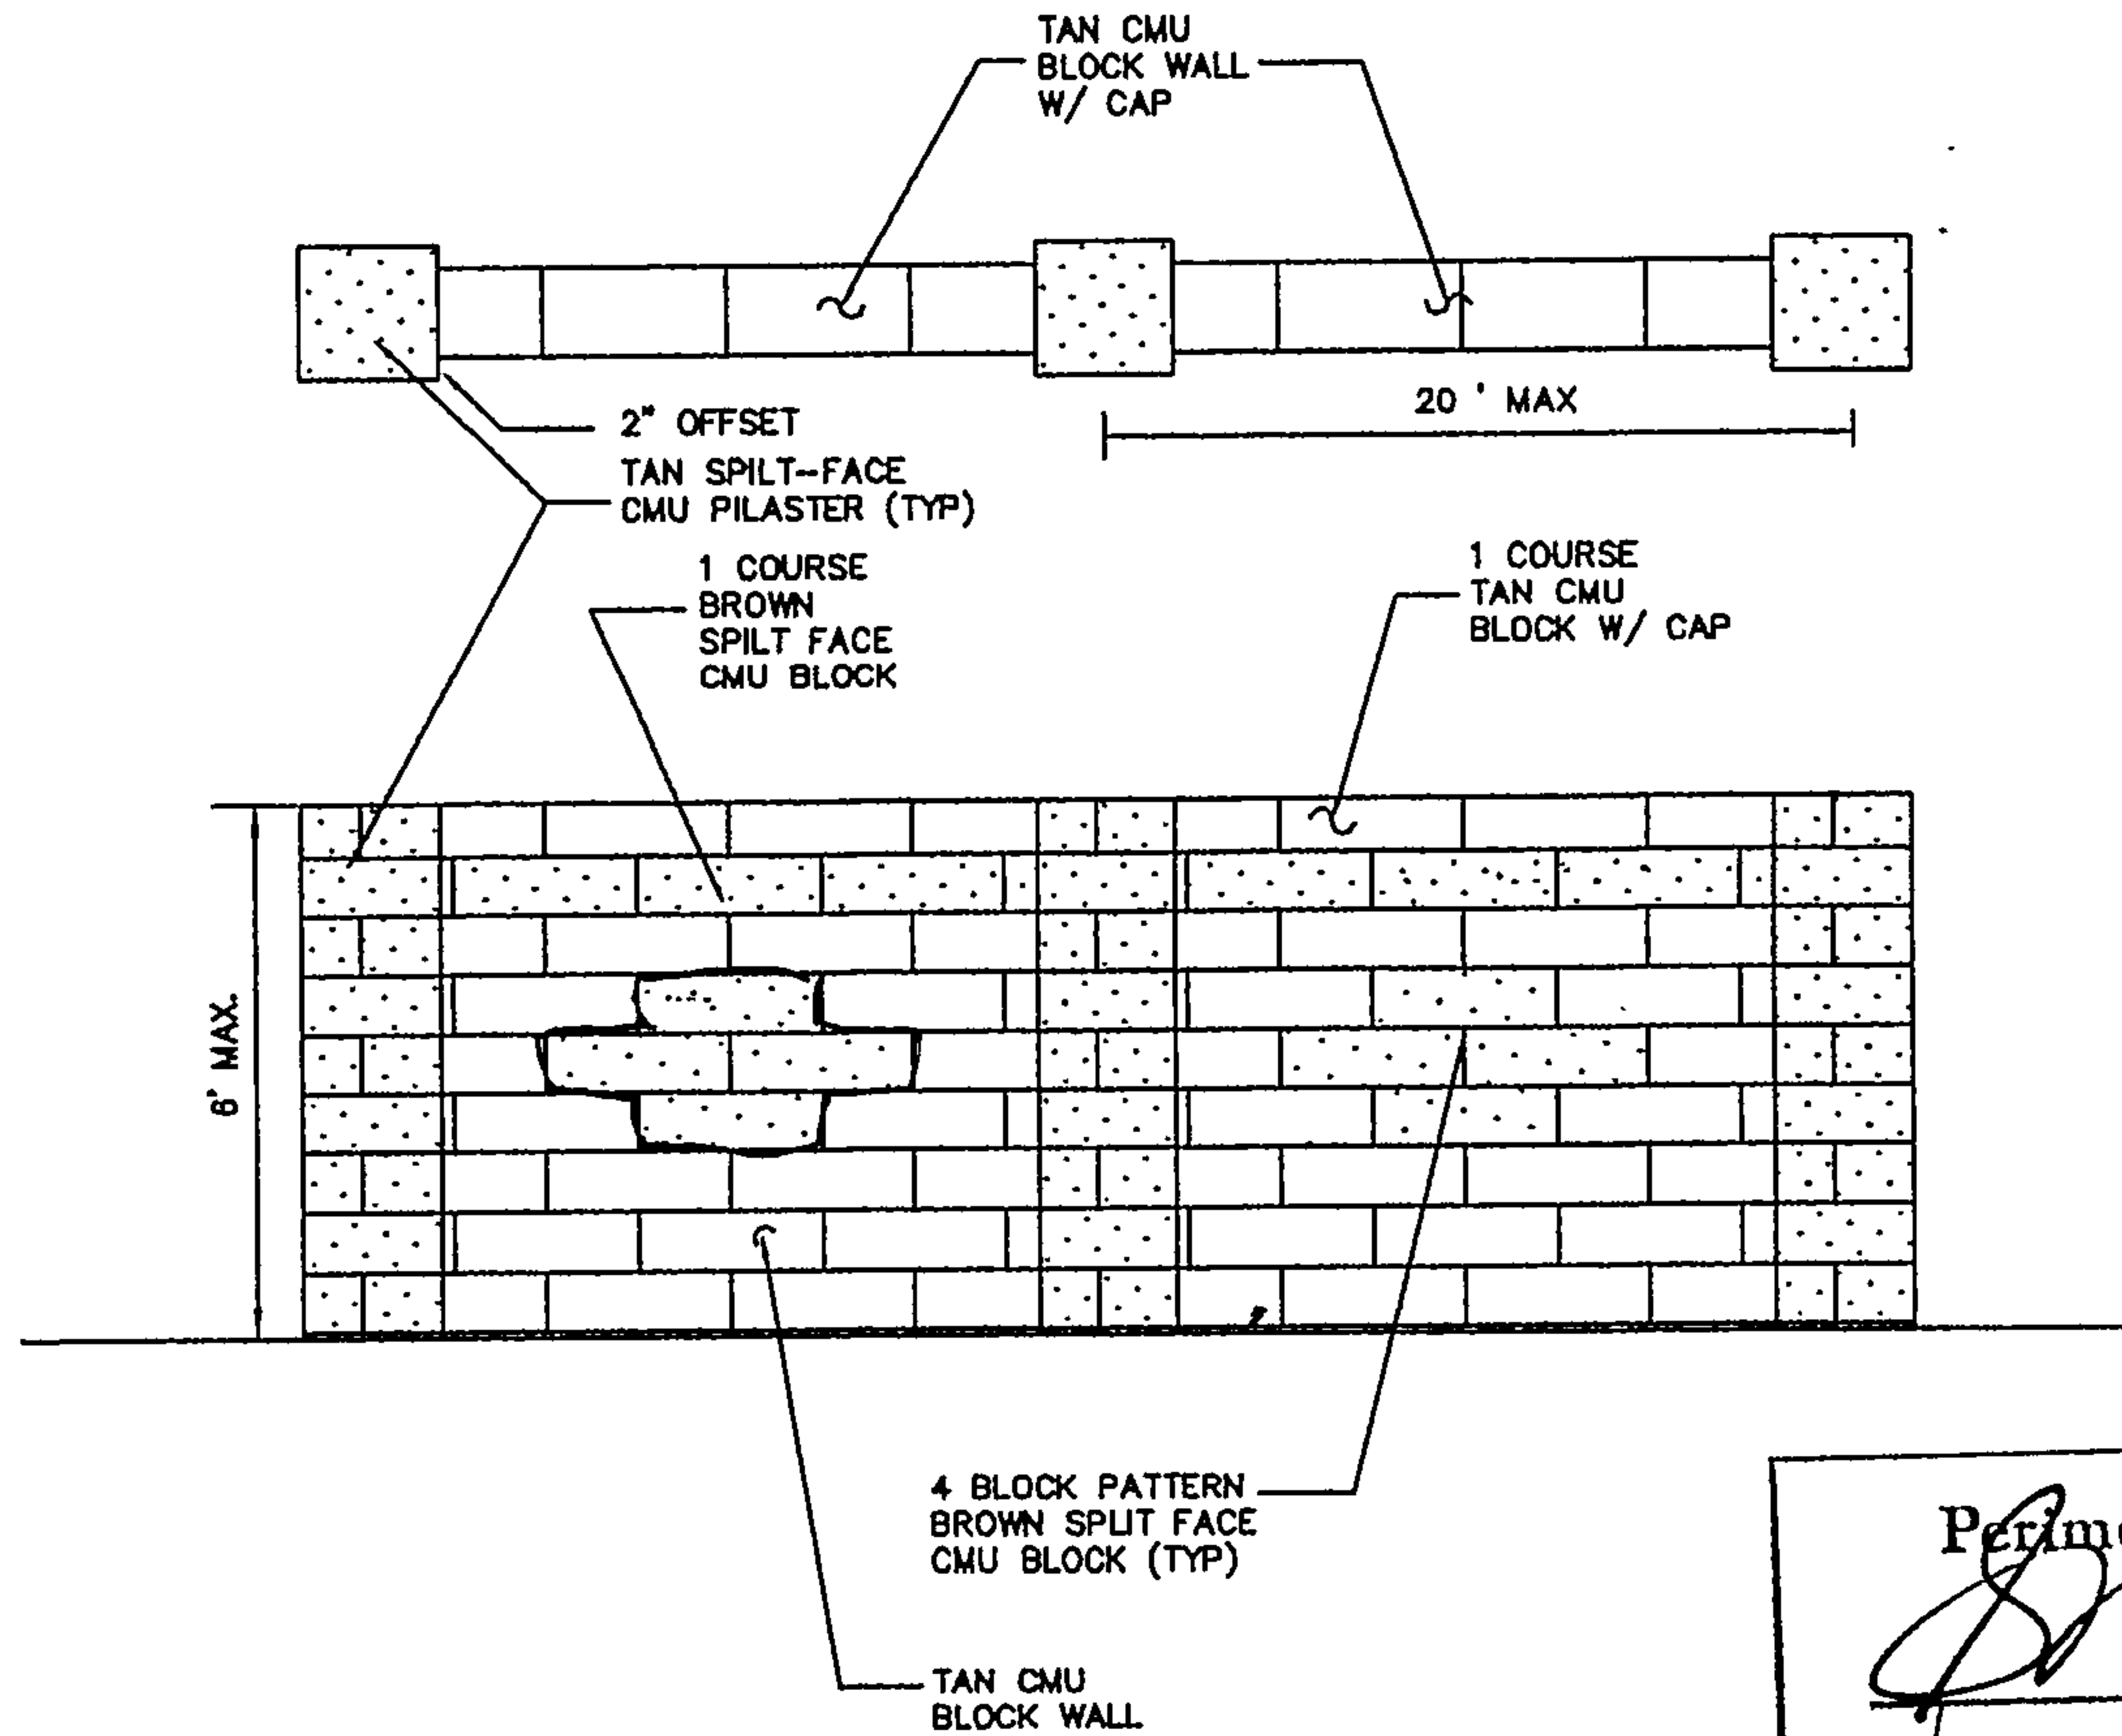 TAN CMU
BLOCK WALL
W/ CAP
20 ' MAX
2" OFFSET
TAN SPILT-FACE
CMU PILASTER (TYP)
1 COURSE
BROWN
SPILT FACE
CMU BLOCK
1 COURSE
TAN CMU
BLOCK W/ CAP
6' MAX.
4 BLOCK PATTERN
BROWN SPLIT FACE
CMU BLOCK (TYP)
TAN CMU
BLOCK WALL